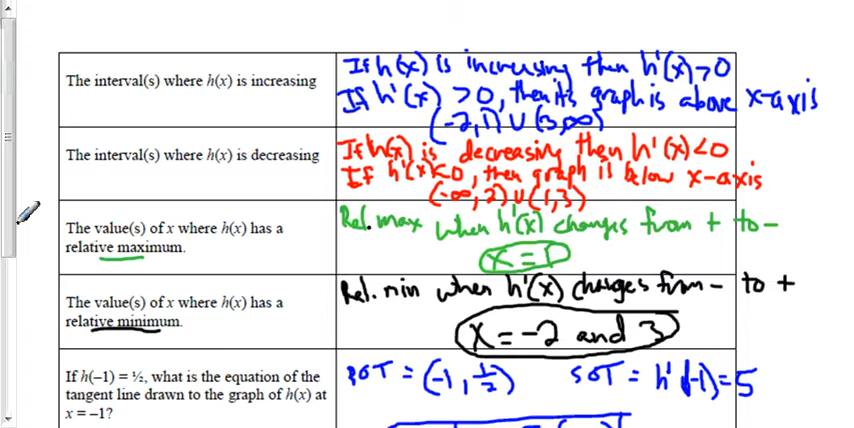 The interval(s) where h(x) is increasing
If h(x) is increasing then h'(x) > 0
If h'(x) > 0, then its graph is above x-axis
(-2, 1) ∪ (3, ∞)
The interval(s) where h(x) is decreasing
If h(x) is decreasing then h'(x) < 0
If h'(x) < 0, then graph is below x-axis
(-∞, 2) ∪ (1, 3)
The value(s) of x where h(x) has a
relative maximum.
Rel. max when h'(x) changes from + to -
x = 1
The value(s) of x where h(x) has a
relative minimum.
Rel. min when h'(x) changes from - to +
x = -2 and 3
If h(−1) = ½, what is the equation of the
tangent line drawn to the graph of h(x) at
x = −1?
POT = (-1, 1/2) SOT = h'(-1) = 5